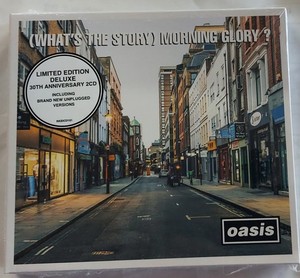 (WHAT'S THE STORY) MORNING GLORY?
LIMITED EDITION
DELUXE
30TH ANNIVERSARY 2CD
INCLUDING
BRAND NEW UNPLUGGED
VERSIONS
oasis